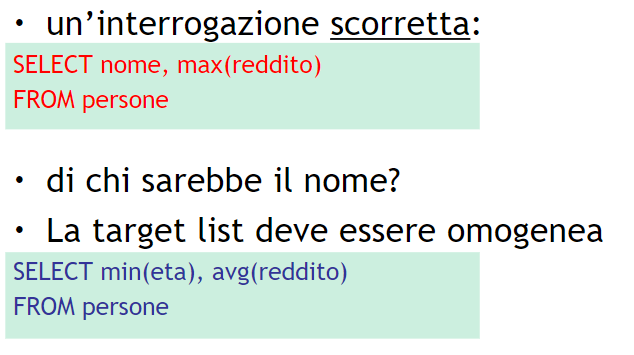 • un’interrogazione scorretta:
SELECT nome, max(reddito)
FROM persone
• di chi sarebbe il nome?
• La target list deve essere omogenea
SELECT min(eta), avg(reddito)
FROM persone